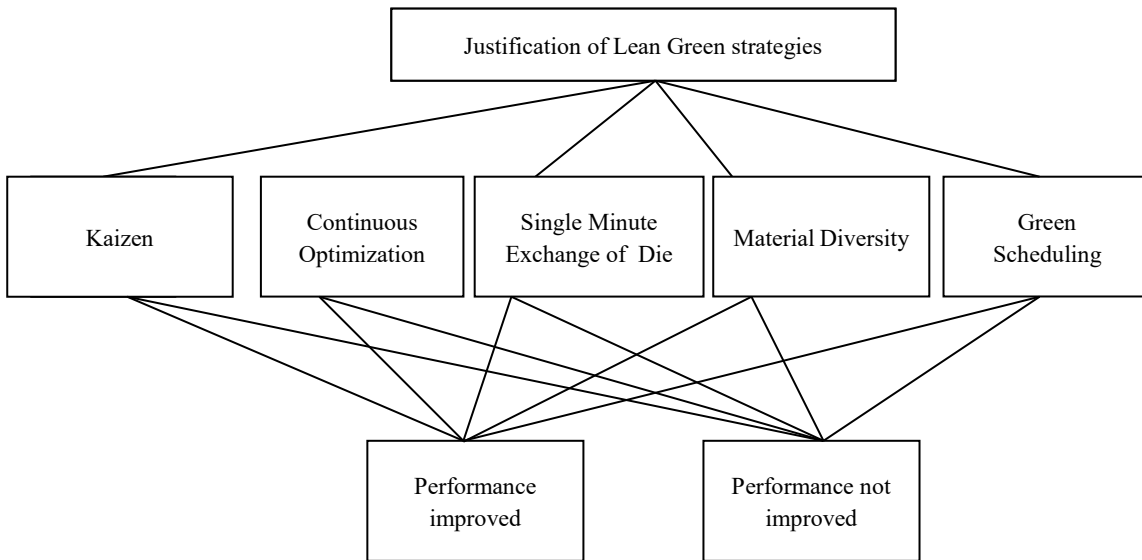 Justification of Lean Green strategies
Kaizen
Continuous
Optimization
Single Minute
Exchange of  Die
Material Diversity
Green
Scheduling
Performance
improved
Performance not
improved